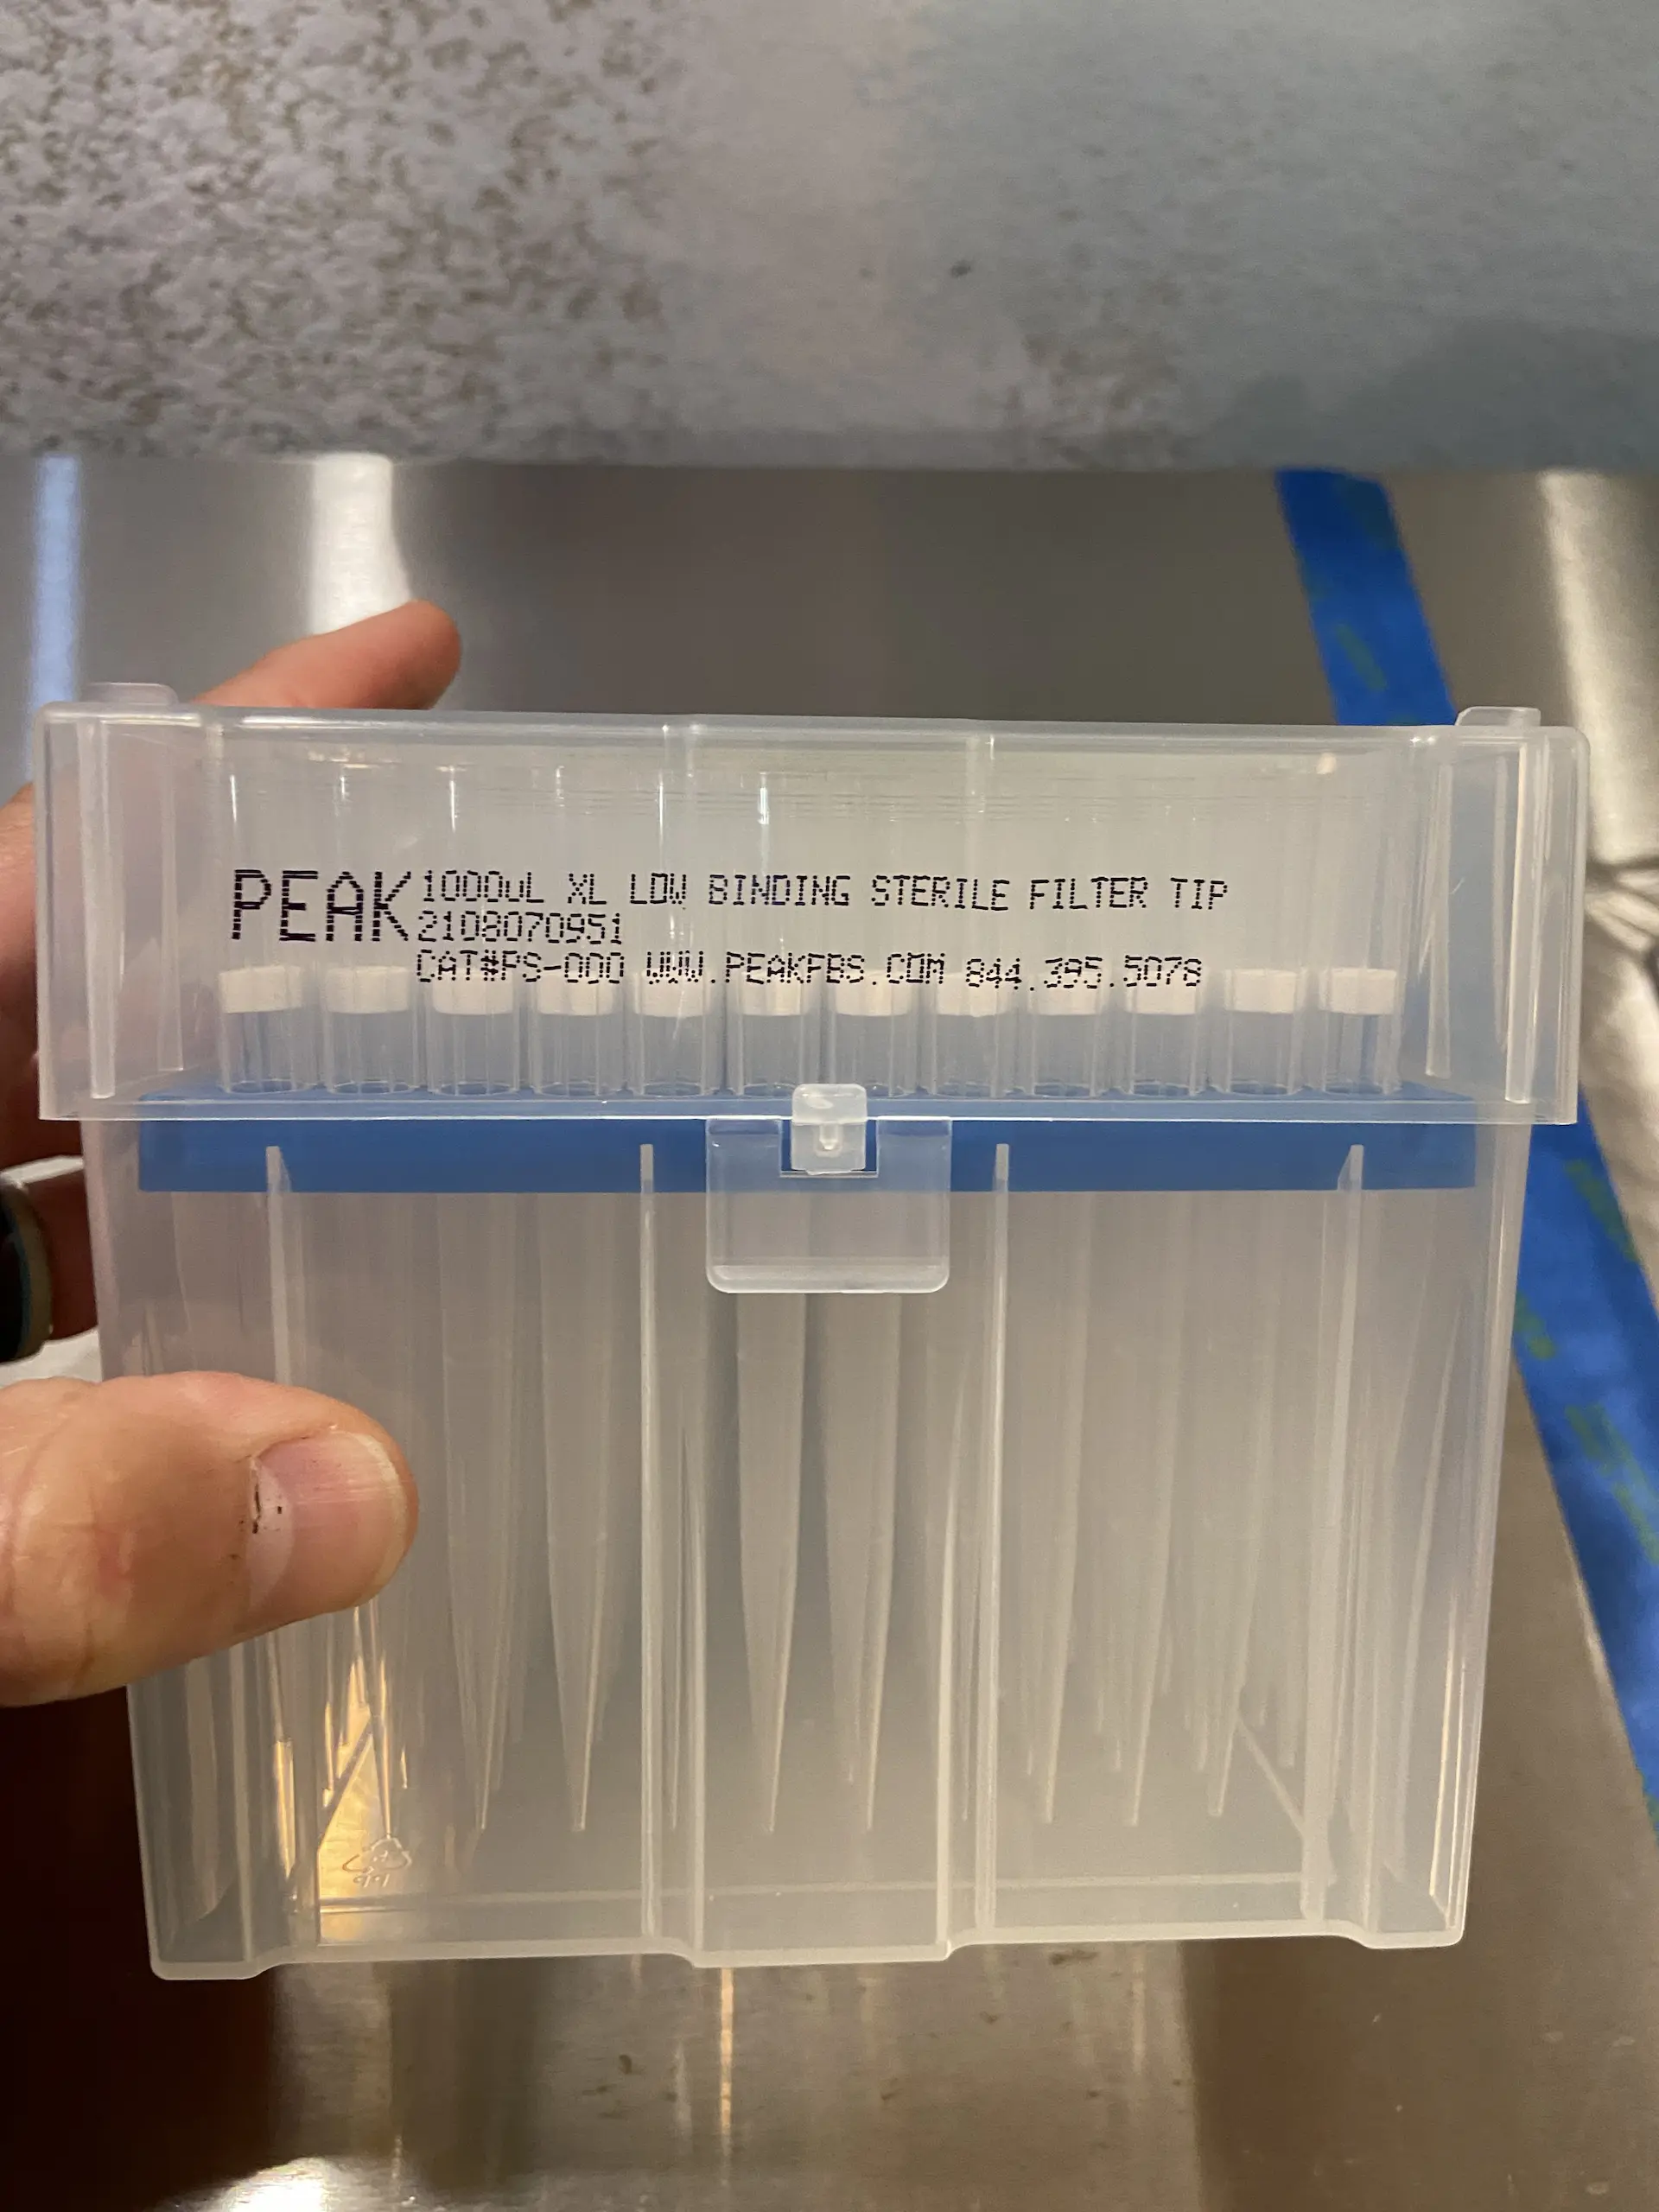 PEAK 1000uL XL LOW BINDING STERILE FILTER TIP
2108070951
CAT#PS-000 WWW.PEAKFBS.COM 844.395.5078